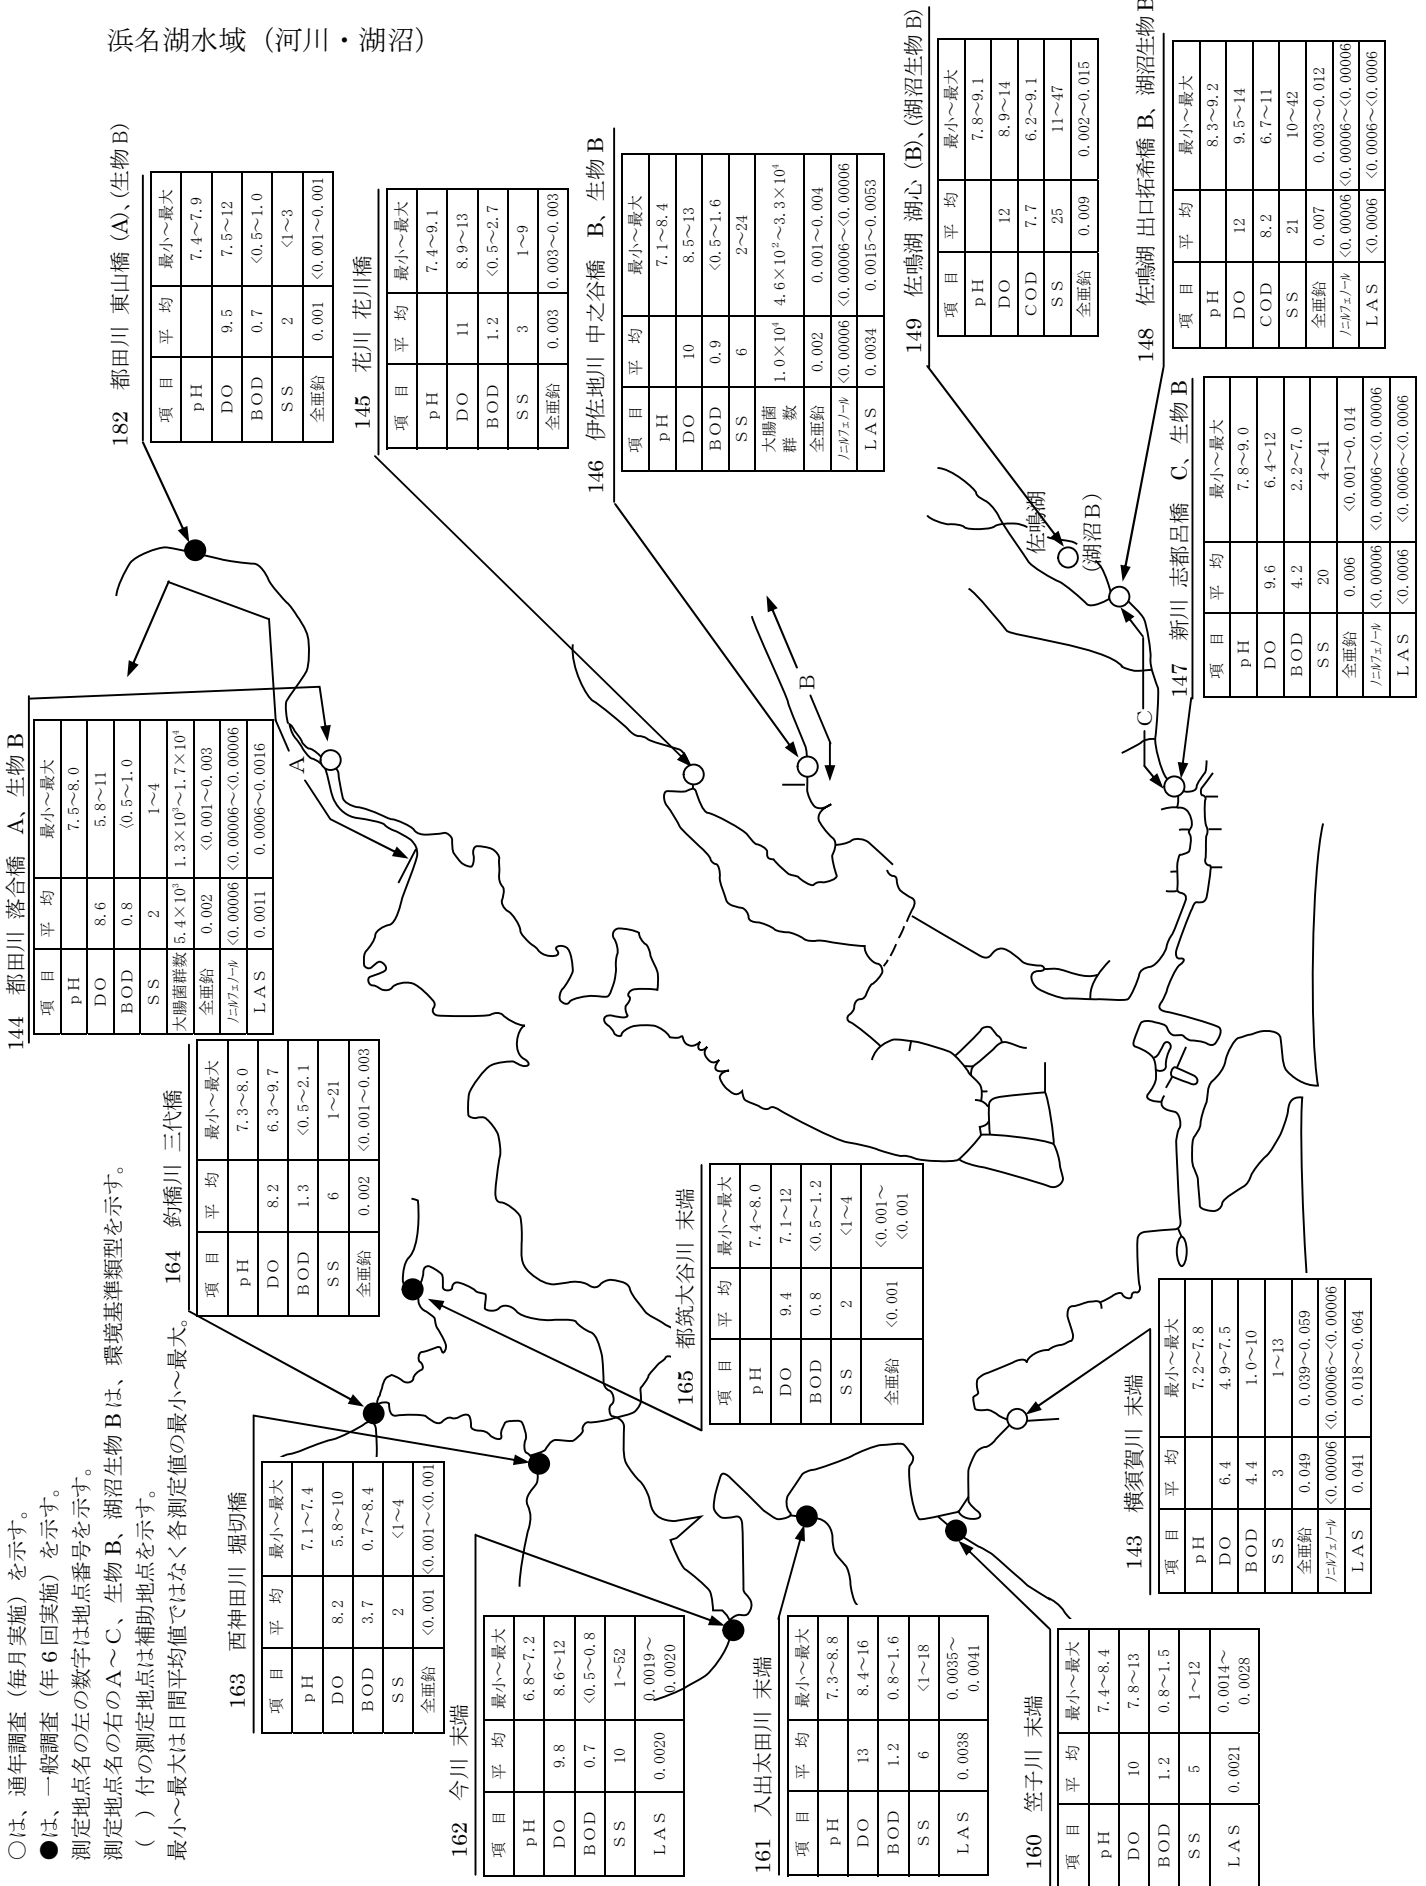 浜名湖水域（河川・湖沼）
○は、通年調査（毎月実施）を示す。
●は、一般調査（年６回実施）を示す。
測定地点名の左の数字は地点番号を示す。
測定地点名の右のＡ～Ｃ、生物Ｂ、湖沼生物Ｂは、環境基準類型を示す。
（　）付の測定地点は補助地点を示す。
最小～最大は日間平均値ではなく各測定値の最小～最大。
144 都田川 落合橋 A、生物B
項 目 平 均 最小～最大
pH 7.5～8.0
DO 8.6 5.8～11
BOD 0.8 <0.5～1.0
SS 2 1～4
大腸菌群数 5.4×10³ 1.3×10³～1.7×10⁴
全亜鉛 0.002 <0.001～0.003
ﾉﾆﾙﾌｪﾉｰﾙ <0.00006 <0.00006～<0.00006
LAS 0.0011 0.0006～0.0016
182 都田川 東山橋 (A)、(生物B)
項 目 平 均 最小～最大
pH 7.4～7.9
DO 9.5 7.5～12
BOD 0.7 <0.5～1.0
SS 2 <1～3
全亜鉛 0.001 <0.001～0.001
145 花川 花川橋
項 目 平 均 最小～最大
pH 7.4～9.1
DO 11 8.9～13
BOD 1.2 <0.5～2.7
SS 3 1～9
全亜鉛 0.003 0.003～0.003
146 伊佐地川 中之谷橋 B、生物B
項 目 平 均 最小～最大
pH 7.1～8.4
DO 10 8.5～13
BOD 0.9 <0.5～1.6
SS 6 2～24
大腸菌
群 数 1.0×10⁴ 4.6×10²～3.3×10⁴
全亜鉛 0.002 0.001～0.004
ﾉﾆﾙﾌｪﾉｰﾙ <0.00006 <0.00006～<0.00006
LAS 0.0034 0.0015～0.0053
149 佐鳴湖 湖心 (B)、(湖沼生物B)
項 目 平 均 最小～最大
pH 7.8～9.1
DO 12 8.9～14
COD 7.7 6.2～9.1
SS 25 11～47
全亜鉛 0.009 0.002～0.015
148 佐鳴湖 出口拓希橋 B、湖沼生物B
項 目 平 均 最小～最大
pH 8.3～9.2
DO 12 9.5～14
COD 8.2 6.7～11
SS 21 10～42
全亜鉛 0.007 0.003～0.012
ﾉﾆﾙﾌｪﾉｰﾙ <0.00006 <0.00006～<0.00006
LAS <0.0006 <0.0006～<0.0006
147 新川 志都呂橋 C、生物B
項 目 平 均 最小～最大
pH 7.8～9.0
DO 9.6 6.4～12
BOD 4.2 2.2～7.0
SS 20 4～41
全亜鉛 0.006 <0.001～0.014
ﾉﾆﾙﾌｪﾉｰﾙ <0.00006 <0.00006～<0.00006
LAS <0.0006 <0.0006～<0.0006
A
B
C
佐鳴湖
(湖沼B)
164 釣橋川 三代橋
項 目 平 均 最小～最大
pH 7.3～8.0
DO 8.2 6.3～9.7
BOD 1.3 <0.5～2.1
SS 6 1～21
全亜鉛 0.002 <0.001～0.003
165 都筑大谷川 末端
項 目 平 均 最小～最大
pH 7.4～8.0
DO 9.4 7.1～12
BOD 0.8 <0.5～1.2
SS 2 <1～4
全亜鉛 <0.001 <0.001～
<0.001
163 西神田川 堀切橋
項 目 平 均 最小～最大
pH 7.1～7.4
DO 8.2 5.8～10
BOD 3.7 0.7～8.4
SS 2 <1～4
全亜鉛 <0.001 <0.001～<0.001
162 今川 末端
項 目 平 均 最小～最大
pH 6.8～7.2
DO 9.8 8.6～12
BOD 0.7 <0.5～0.8
SS 10 1～52
LAS 0.0020 0.0019～
0.0020
161 入出太田川 末端
項 目 平 均 最小～最大
pH 7.3～8.8
DO 13 8.4～16
BOD 1.2 0.8～1.6
SS 6 <1～18
LAS 0.0038 0.0035～
0.0041
160 笠子川 末端
項 目 平 均 最小～最大
pH 7.4～8.4
DO 10 7.8～13
BOD 1.2 0.8～1.5
SS 5 1～12
LAS 0.0021 0.0014～
0.0028
143 横須賀川 末端
項 目 平 均 最小～最大
pH 7.2～7.8
DO 6.4 4.9～7.5
BOD 4.4 1.0～10
SS 3 1～13
全亜鉛 0.049 0.039～0.059
ﾉﾆﾙﾌｪﾉｰﾙ <0.00006 <0.00006～<0.00006
LAS 0.041 0.018～0.064